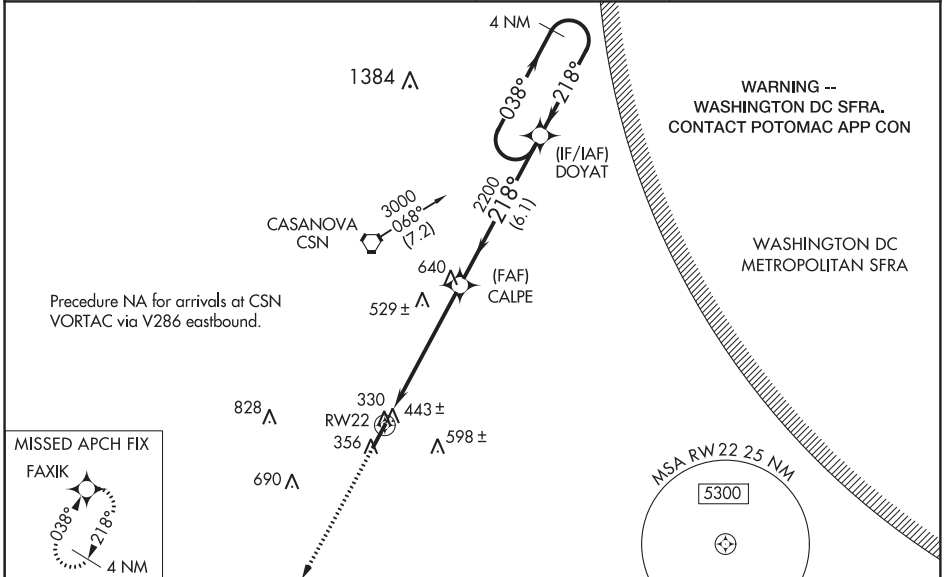 4 NM
1384
038°
218°
WARNING --
WASHINGTON DC SFRA.
CONTACT POTOMAC APP CON
(IF/IAF)
DOYAT
2200
218°
(6.1)
3000
068°
(7.2)
CASANOVA
CSN
WASHINGTON DC
METROPOLITAN SFRA
640
(FAF)
CALPE
529 ±
Precedure NA for arrivals at CSN
VORTAC via V286 eastbound.
330
443 ±
828
RW22
356
598 ±
690
MISSED APCH FIX
FAXIK
038°
218°
4 NM
MSA RW22 25 NM
5300